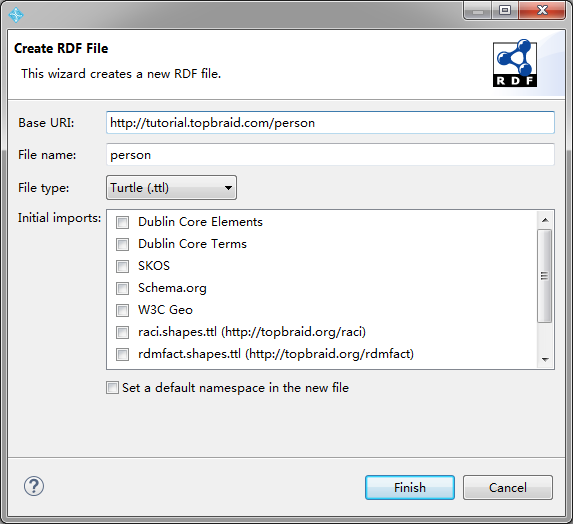 Create RDF File
This wizard creates a new RDF file.
RDF
Base URI: http://tutorial.topbraid.com/person
File name: person
File type: Turtle (.ttl)
Initial imports: Dublin Core Elements
Dublin Core Terms
SKOS
Schema.org
W3C Geo
raci.shapes.ttl (http://topbraid.org/raci)
rdmfact.shapes.ttl (http://topbraid.org/rdmfact)
Set a default namespace in the new file
? Finish Cancel